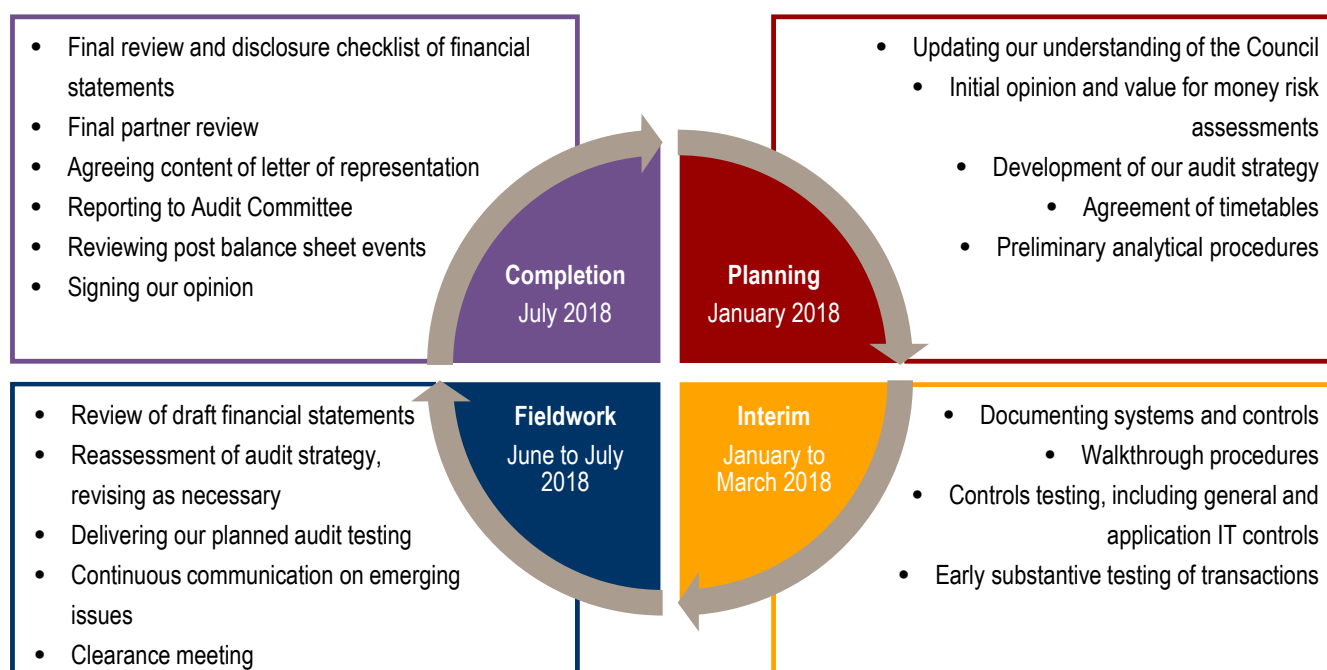 • Final review and disclosure checklist of financial
statements
• Final partner review
• Agreeing content of letter of representation
• Reporting to Audit Committee
• Reviewing post balance sheet events
• Signing our opinion
Completion
July 2018
• Updating our understanding of the Council
• Initial opinion and value for money risk
assessments
• Development of our audit strategy
• Agreement of timetables
• Preliminary analytical procedures
Planning
January 2018
• Review of draft financial statements
• Reassessment of audit strategy,
revising as necessary
• Delivering our planned audit testing
• Continuous communication on emerging
issues
• Clearance meeting
Fieldwork
June to July
2018
Interim
January to
March 2018
• Documenting systems and controls
• Walkthrough procedures
• Controls testing, including general and
application IT controls
• Early substantive testing of transactions